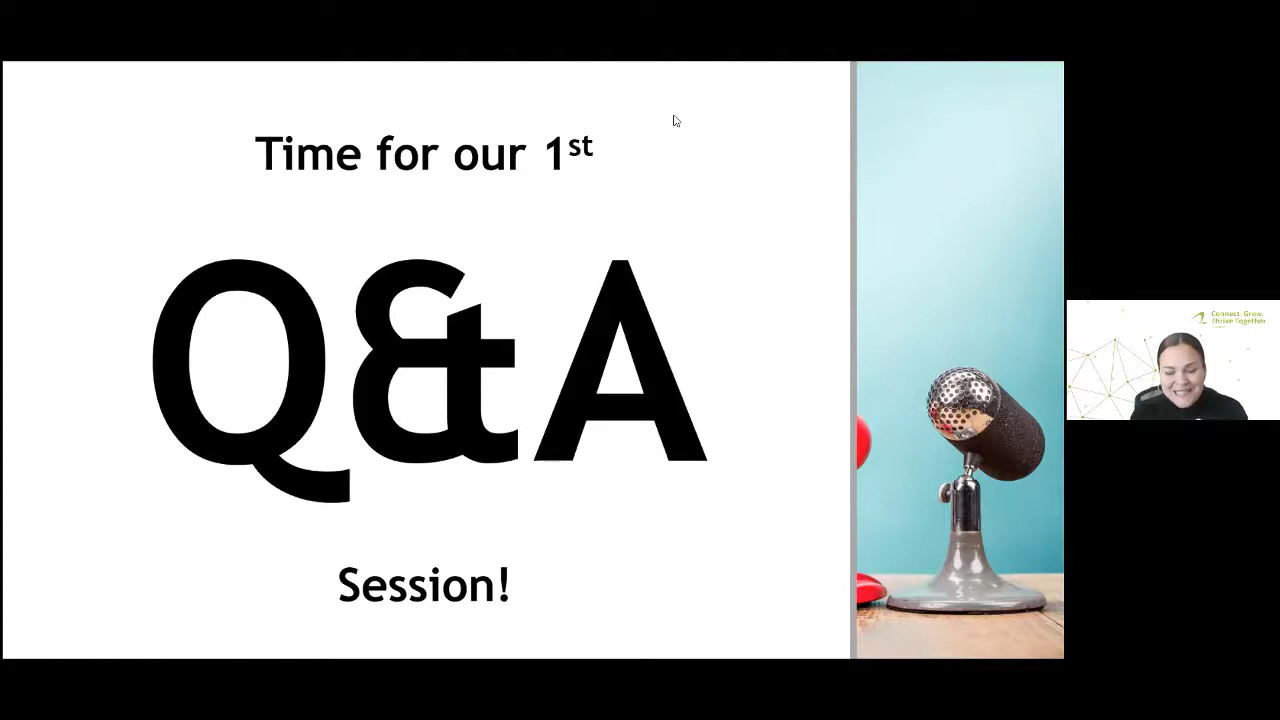 Time for our 1st
Q&A
Session!
Connect. Grow.
Thrive Together